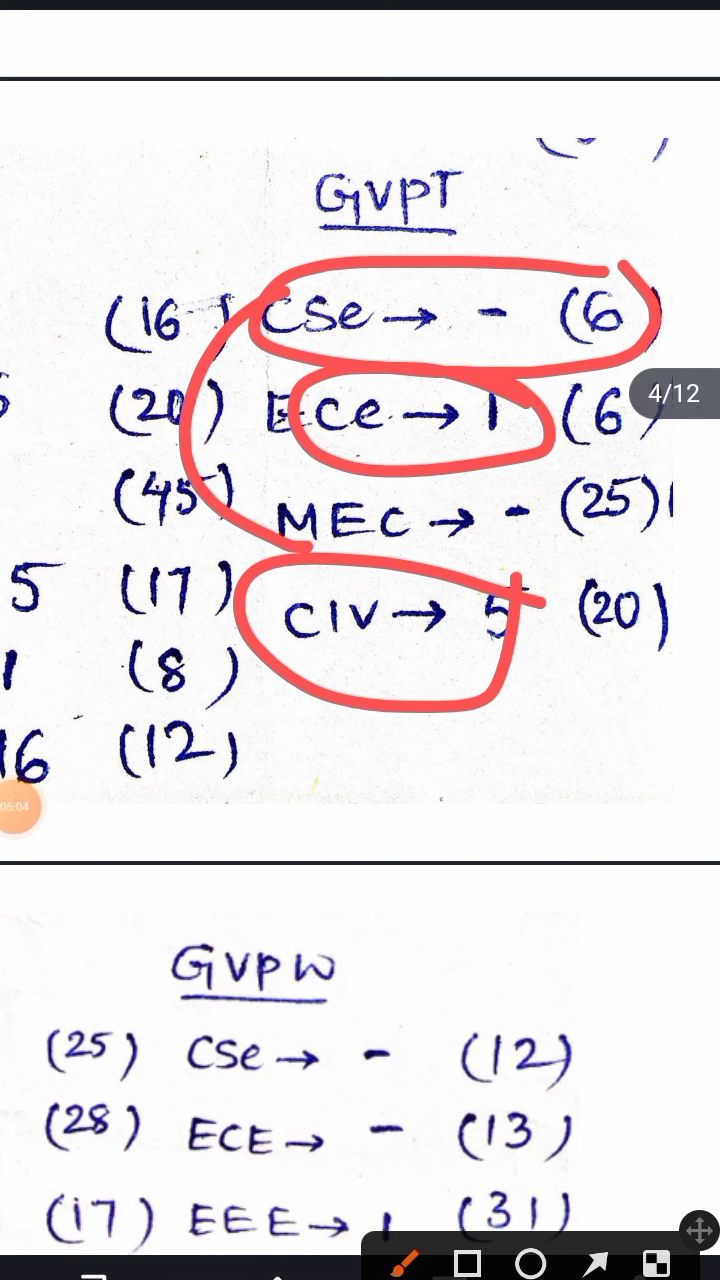 GVPT
(16) CSe → - (6)
(20) ECe → 1 (6)
4/12
(45) MEC → - (25)
5 (17) CIV → 5 (20)
1 (8)
16 (12)
06:04
GVPW
(25) CSe → - (12)
(28) ECE → - (13)
(17) EEE → 1 (31)